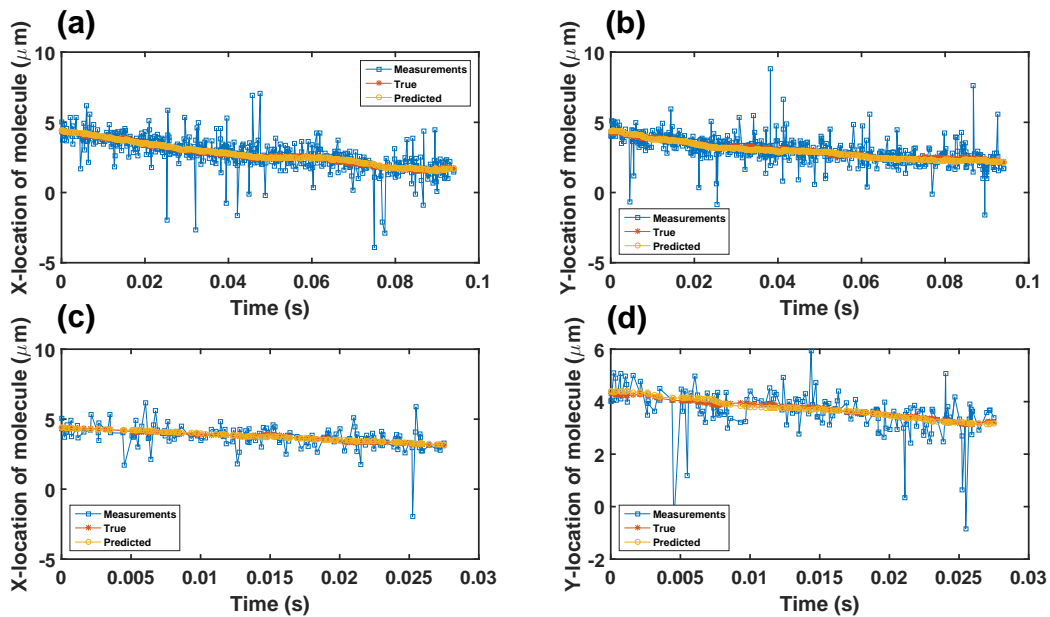 (a)
X-location of molecule (μm)
10
5
0
-5
0 0.02 0.04 0.06 0.08 0.1
Time (s)
Measurements
True
Predicted
(b)
Y-location of molecule (μm)
10
5
0
-5
0 0.02 0.04 0.06 0.08 0.1
Time (s)
Measurements
True
Predicted
(c)
X-location of molecule (μm)
10
5
0
-5
0 0.005 0.01 0.015 0.02 0.025 0.03
Time (s)
Measurements
True
Predicted
(d)
Y-location of molecule (μm)
6
4
2
0
-2
0 0.005 0.01 0.015 0.02 0.025 0.03
Time (s)
Measurements
True
Predicted